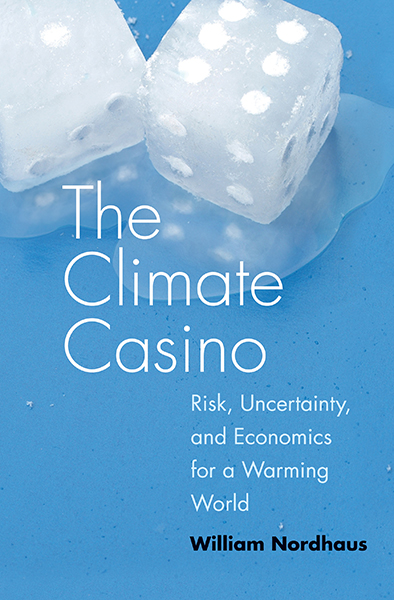 The
Climate
Casino
Risk, Uncertainty,
and Economics
for a Warming
World
William Nordhaus